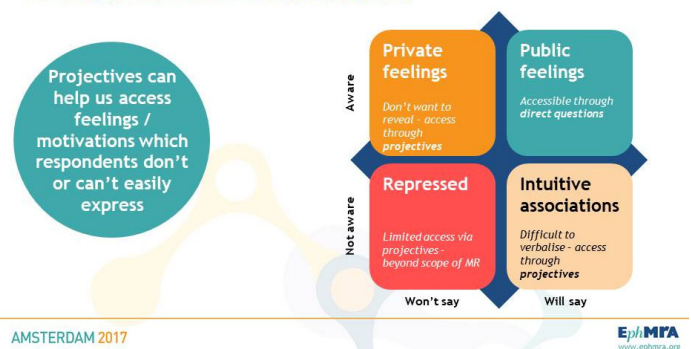 Projectives can
help us access
feelings /
motivations which
respondents don't
or can't easily
express
Aware
Private
feelings
Don't want to
reveal – access
through
projectives
Public
feelings
Accessible through
direct questions
Not aware
Repressed
Limited access via
projectives –
beyond scope of MR
Intuitive
associations
Difficult to
verbalise – access
through
projectives
Won't say
Will say
AMSTERDAM 2017
EphMRA
www.ephmra.org